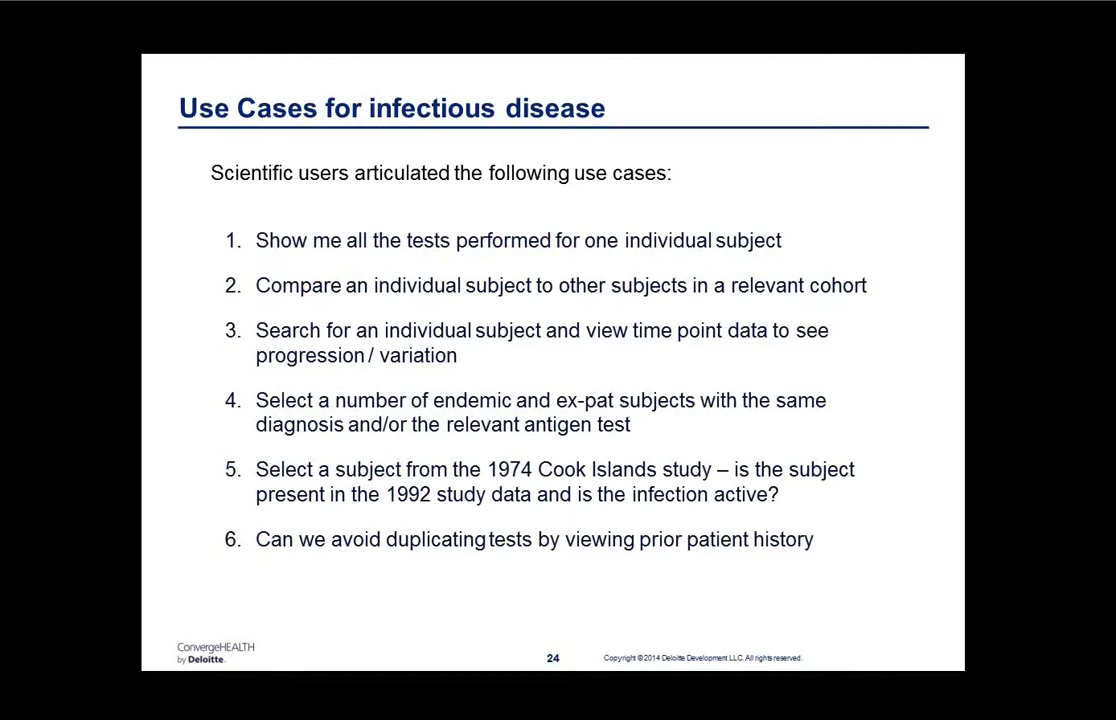 Use Cases for infectious disease
Scientific users articulated the following use cases:
1. Show me all the tests performed for one individual subject
2. Compare an individual subject to other subjects in a relevant cohort
3. Search for an individual subject and view time point data to see
progression / variation
4. Select a number of endemic and ex-pat subjects with the same
diagnosis and/or the relevant antigen test
5. Select a subject from the 1974 Cook Islands study – is the subject
present in the 1992 study data and is the infection active?
6. Can we avoid duplicating tests by viewing prior patient history
ConvergeHEALTH
by Deloitte.
24
Copyright © 2014 Deloitte Development LLC. All rights reserved.